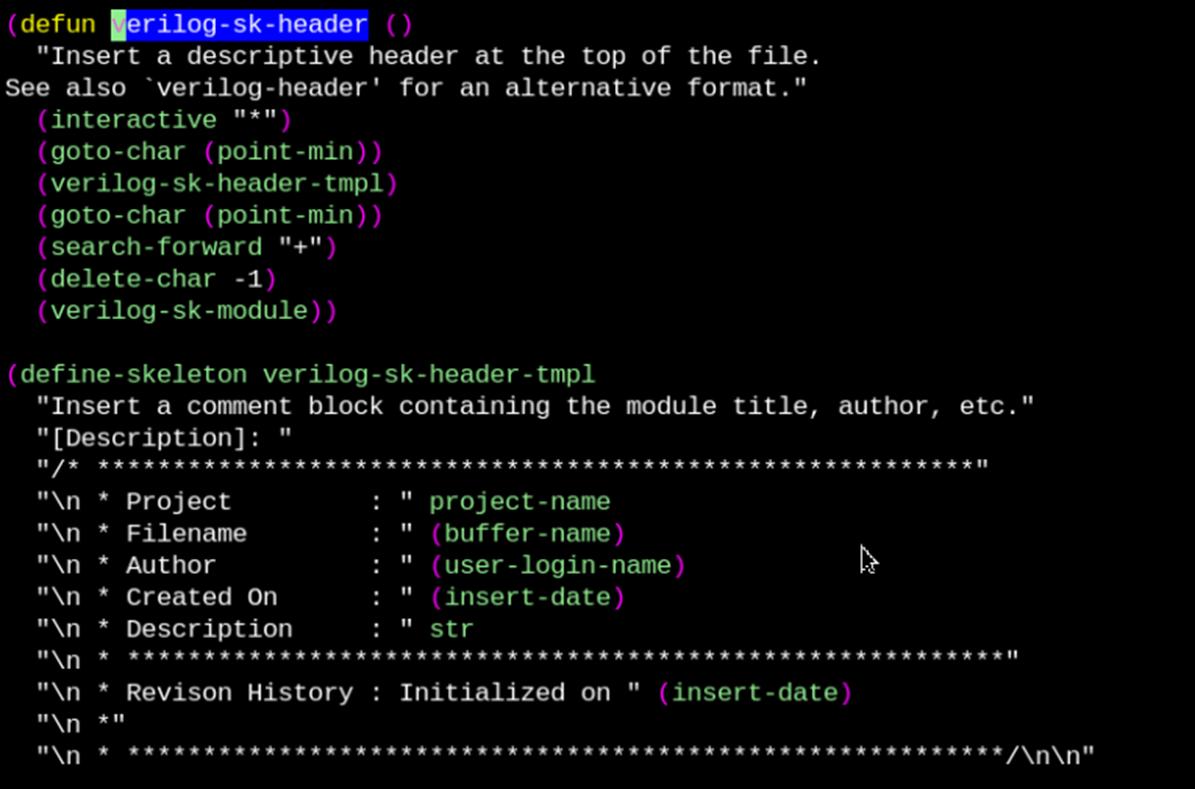 (defun verilog-sk-header ()
  "Insert a descriptive header at the top of the file.
See also `verilog-header' for an alternative format."
  (interactive "*")
  (goto-char (point-min))
  (verilog-sk-header-tmpl)
  (goto-char (point-min))
  (search-forward "+")
  (delete-char -1)
  (verilog-sk-module))

(define-skeleton verilog-sk-header-tmpl
  "Insert a comment block containing the module title, author, etc."
  "[Description]: "
  "/* **********************************************************"
  "\n * Project         : " project-name
  "\n * Filename        : " (buffer-name)
  "\n * Author          : " (user-login-name)
  "\n * Created On      : " (insert-date)
  "\n * Description     : " str
  "\n * **********************************************************"
  "\n * Revison History : Initialized on " (insert-date)
  "\n *"
  "\n * **********************************************************/\n\n"